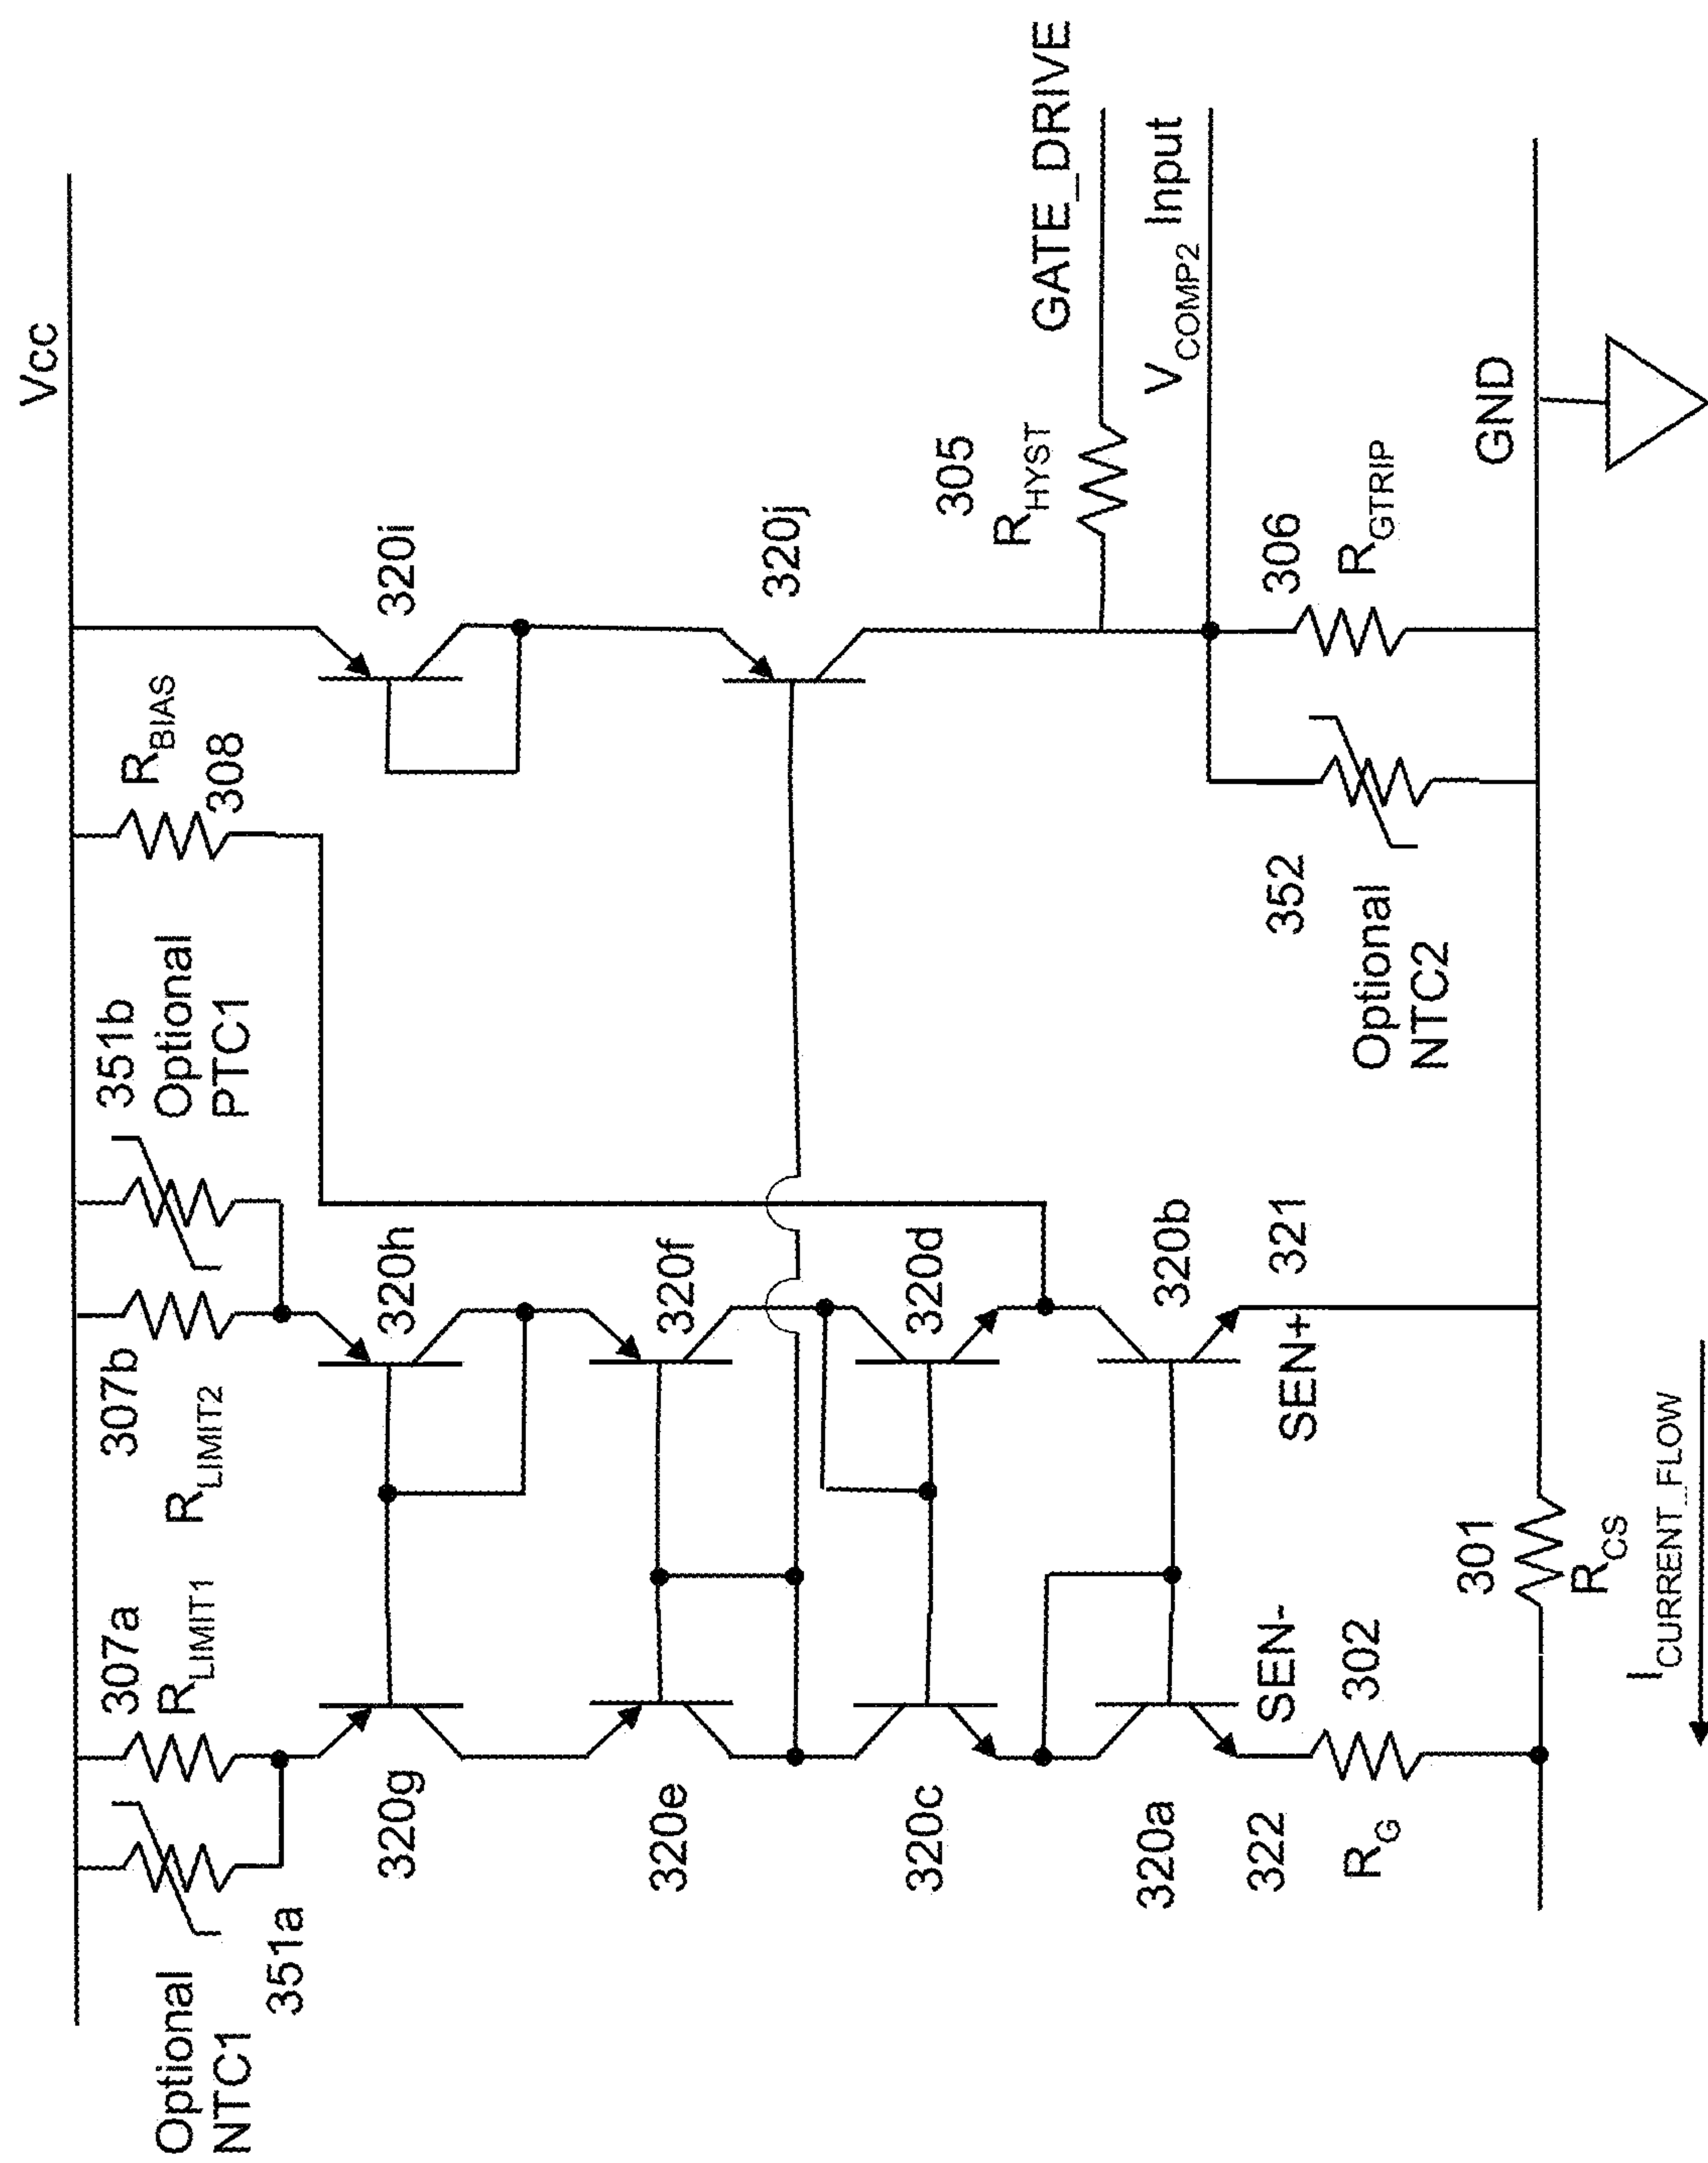 Vcc
Optional
NTC1
351a
307a
R_LIMIT1
307b
R_LIMIT2
351b
Optional
PTC1
R_BIAS
308
320g
320h
320i
320e
320f
320j
320c
320d
305
R_HYST
GATE_DRIVE
V_COMP2 Input
320a
320b
322
SEN-
SEN+
321
302
R_G
352
Optional
NTC2
306
R_GTRIP
GND
301
R_CS
I_CURRENT_FLOW